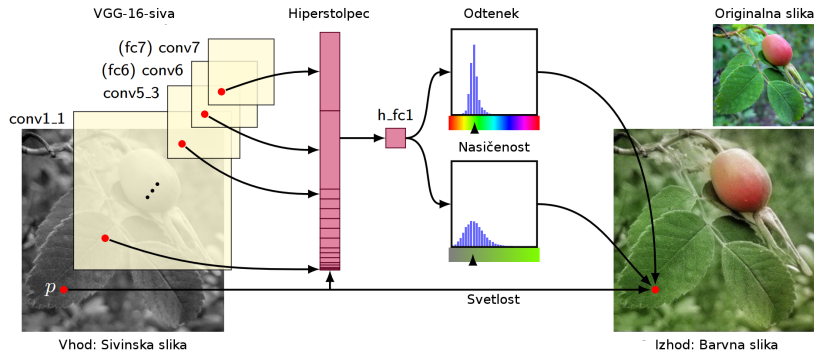 VGG-16-siva
Hiperstolpec
Odtenek
Originalna slika
(fc7) conv7
(fc6) conv6
conv5_3
conv1_1
h_fc1
Nasičenost
p
Svetlost
Vhod: Sivinska slika
Izhod: Barvna slika